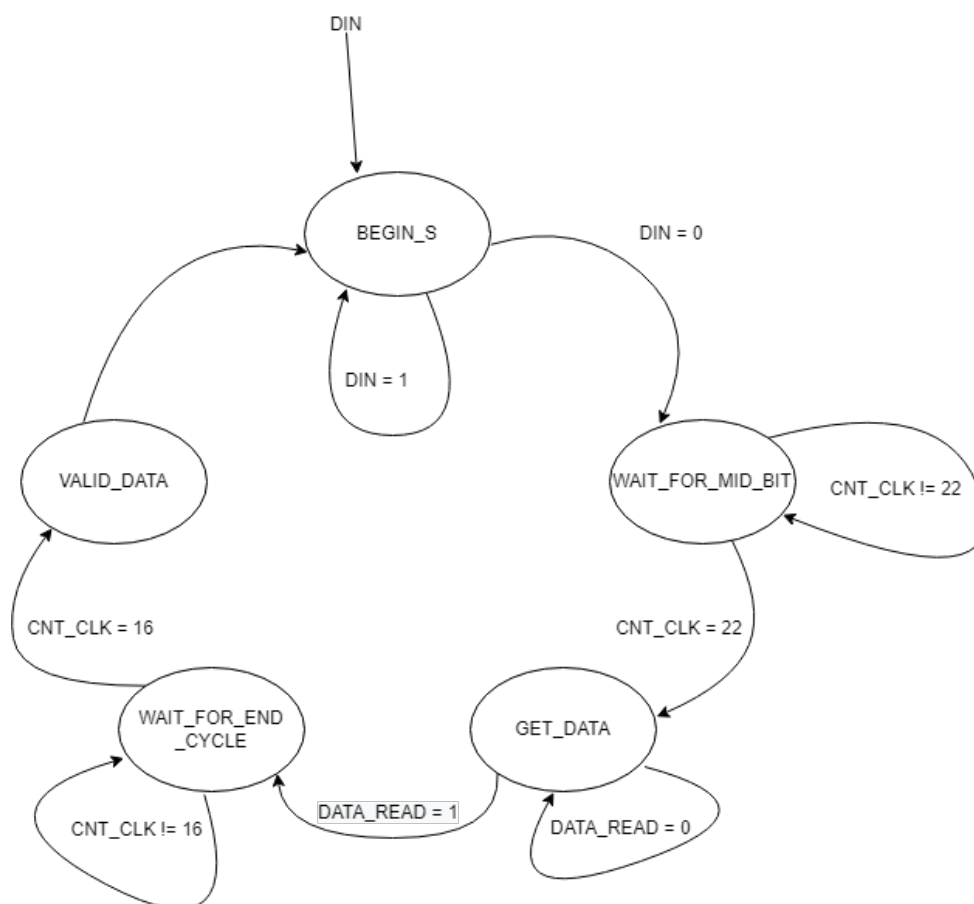 DIN
BEGIN_S
DIN = 0
DIN = 1
VALID_DATA
WAIT_FOR_MID_BIT
CNT_CLK != 22
CNT_CLK = 16
CNT_CLK = 22
WAIT_FOR_END
_CYCLE
GET_DATA
DATA_READ = 1
CNT_CLK != 16
DATA_READ = 0